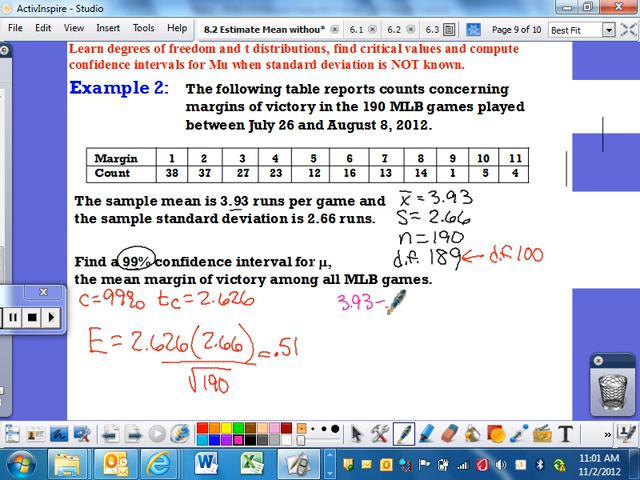 ActivInspire - Studio
File Edit View Insert Tools Help
8.2 Estimate Mean withou* 6.1 6.2 6.3 Page 9 of 10 Best Fit
Learn degrees of freedom and t distributions, find critical values and compute
confidence intervals for Mu when standard deviation is NOT known.
Example 2: The following table reports counts concerning
margins of victory in the 190 MLB games played
between July 26 and August 8, 2012.
Margin 1 2 3 4 5 6 7 8 9 10 11
Count 38 37 27 23 12 16 13 14 1 5 4
The sample mean is 3.93 runs per game and
the sample standard deviation is 2.66 runs.
x̄ = 3.93
S = 2.66
n = 190
d.f. 189 ← d.f. 100
Find a 99% confidence interval for μ,
the mean margin of victory among all MLB games.
c = 99% tc = 2.626
3.93 - .
E = 2.626(2.66) / √190 = .51
11:01 AM
11/2/2012